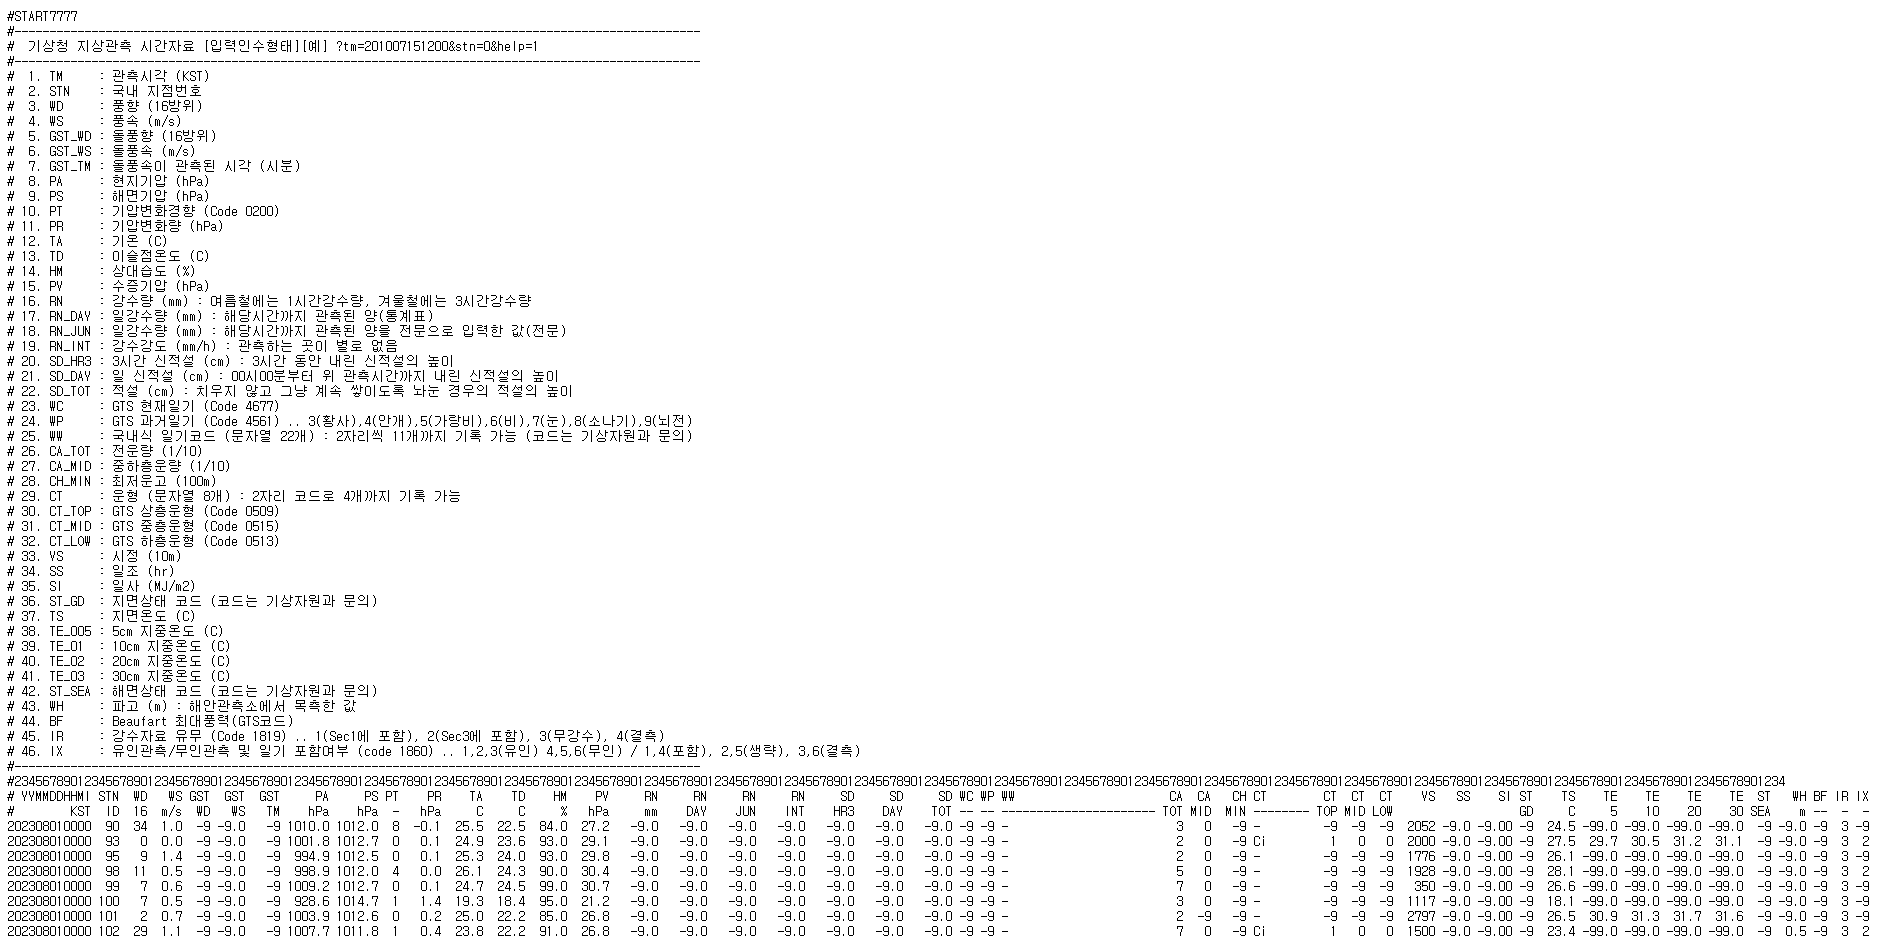 #START7777
#--------------------------------------------------------------------------------------------------
#  기상청 지상관측 시간자료 [입력인수형태][예] ?tm=201007151200&stn=0&help=1
#--------------------------------------------------------------------------------------------------
#  1. TM     : 관측시각 (KST)
#  2. STN    : 국내 지점번호
#  3. WD     : 풍향 (16방위)
#  4. WS     : 풍속 (m/s)
#  5. GST_WD : 돌풍향 (16방위)
#  6. GST_WS : 돌풍속 (m/s)
#  7. GST_TM : 돌풍속이 관측된 시각 (시분)
#  8. PA     : 현지기압 (hPa)
#  9. PS     : 해면기압 (hPa)
# 10. PT     : 기압변화경향 (Code 0200)
# 11. PR     : 기압변화량 (hPa)
# 12. TA     : 기온 (C)
# 13. TD     : 이슬점온도 (C)
# 14. HM     : 상대습도 (%)
# 15. PV     : 수증기압 (hPa)
# 16. RN     : 강수량 (mm) : 여름철에는 1시간강수량, 겨울철에는 3시간강수량
# 17. RN_DAY : 일강수량 (mm) : 해당시간까지 관측된 양(통계표)
# 18. RN_JUN : 일강수량 (mm) : 해당시간까지 관측된 양을 전문으로 입력한 값(전문)
# 19. RN_INT : 강수강도 (mm/h) : 관측하는 곳이 별로 없음
# 20. SD_HR3 : 3시간 신적설 (cm) : 3시간 동안 내린 신적설의 높이
# 21. SD_DAY : 일 신적설 (cm) : 00시00분부터 위 관측시간까지 내린 신적설의 높이
# 22. SD_TOT : 적설 (cm) : 치우지 않고 그냥 계속 쌓이도록 놔눈 경우의 적설의 높이
# 23. WC     : GTS 현재일기 (Code 4677)
# 24. WP     : GTS 과거일기 (Code 4561) .. 3(황사),4(안개),5(가랑비),6(비),7(눈),8(소나기),9(뇌전)
# 25. WW     : 국내식 일기코드 (문자열 22개) : 2자리씩 11개까지 기록 가능 (코드는 기상자원과 문의)
# 26. CA_TOT : 전운량 (1/10)
# 27. CA_MID : 중하층운량 (1/10)
# 28. CH_MIN : 최저운고 (100m)
# 29. CT     : 운형 (문자열 8개) : 2자리 코드로 4개까지 기록 가능
# 30. CT_TOP : GTS 상층운형 (Code 0509)
# 31. CT_MID : GTS 중층운형 (Code 0515)
# 32. CT_LOW : GTS 하층운형 (Code 0513)
# 33. VS     : 시정 (10m)
# 34. SS     : 일조 (hr)
# 35. SI     : 일사 (MJ/m2)
# 36. ST_GD  : 지면상태 코드 (코드는 기상자원과 문의)
# 37. TS     : 지면온도 (C)
# 38. TE_005 : 5cm 지중온도 (C)
# 39. TE_01  : 10cm 지중온도 (C)
# 40. TE_02  : 20cm 지중온도 (C)
# 41. TE_03  : 30cm 지중온도 (C)
# 42. ST_SEA : 해면상태 코드 (코드는 기상자원과 문의)
# 43. WH     : 파고 (m) : 해안관측소에서 목측한 값
# 44. BF     : Beaufart 최대풍력(GTS코드)
# 45. IR     : 강수자료 유무 (Code 1819) .. 1(Sec1에 포함), 2(Sec3에 포함), 3(무강수), 4(결측)
# 46. IX     : 유인관측/무인관측 및 일기 포함여부 (code 1860) .. 1,2,3(유인) 4,5,6(무인) / 1,4(포함), 2,5(생략), 3,6(결측)
#--------------------------------------------------------------------------------------------------
#234567890123456789012345678901234567890123456789012345678901234567890123456789012345678901234567890123456789012345678901234567890123456789012345678901234567890123456789012345678901234567890123456789012345678901234567890123456789012345678901234567890123456789012345678901234
# YYMMDDHHMI STN  WD   WS GST  GST  GST     PA     PS PT    PR    TA    TD    HM    PV     RN     RN     RN     RN     SD     SD     SD WC WP WW                      CA  CA   CH CT        CT  CT  CT    VS   SS    SI ST    TS    TE    TE    TE    TE  ST   WH BF IR IX
#        KST  ID  16  m/s  WD   WS   TM    hPa    hPa  -   hPa     C     C     %   hPa     mm    DAY    JUN    INT    HR3    DAY    TOT -- -- ---------------------- TOT MID  MIN -------- TOP MID LOW                  GD     C     5    10    20    30 SEA    m --  -  -
202308010000  90  34  1.0  -9 -9.0   -9 1010.0 1012.0  8  -0.1  25.5  22.5  84.0  27.2   -9.0   -9.0   -9.0   -9.0   -9.0   -9.0   -9.0 -9 -9 -                        3   0   -9 -         -9  -9  -9  2052 -9.0 -9.00 -9  24.5 -99.0 -99.0 -99.0 -99.0  -9 -9.0 -9  3 -9
202308010000  93   0  0.0  -9 -9.0   -9 1001.8 1012.7  0   0.1  24.9  23.6  93.0  29.1   -9.0   -9.0   -9.0   -9.0   -9.0   -9.0   -9.0 -9 -9 -                        2   0   -9 Ci         1   0   0  2000 -9.0 -9.00 -9  27.5  29.7  30.5  31.2  31.1  -9 -9.0 -9  3  2
202308010000  95   9  1.4  -9 -9.0   -9  994.9 1012.5  0   0.1  25.3  24.0  93.0  29.8   -9.0   -9.0   -9.0   -9.0   -9.0   -9.0   -9.0 -9 -9 -                        2   0   -9 -         -9  -9  -9  1776 -9.0 -9.00 -9  26.1 -99.0 -99.0 -99.0 -99.0  -9 -9.0 -9  3 -9
202308010000  98  11  0.5  -9 -9.0   -9  998.9 1012.0  4   0.0  26.1  24.3  90.0  30.4   -9.0   -9.0   -9.0   -9.0   -9.0   -9.0   -9.0 -9 -9 -                        5   0   -9 -         -9  -9  -9  1928 -9.0 -9.00 -9  28.1 -99.0 -99.0 -99.0 -99.0  -9 -9.0 -9  3  2
202308010000  99   7  0.6  -9 -9.0   -9 1009.2 1012.7  0   0.1  24.7  24.5  99.0  30.7   -9.0   -9.0   -9.0   -9.0   -9.0   -9.0   -9.0 -9 -9 -                        7   0   -9 -         -9  -9  -9   350 -9.0 -9.00 -9  26.6 -99.0 -99.0 -99.0 -99.0  -9 -9.0 -9  3 -9
202308010000 100   7  0.5  -9 -9.0   -9  928.6 1014.7  1   1.4  19.3  18.4  95.0  21.2   -9.0   -9.0   -9.0   -9.0   -9.0   -9.0   -9.0 -9 -9 -                        3   0   -9 -         -9  -9  -9  1117 -9.0 -9.00 -9  18.1 -99.0 -99.0 -99.0 -99.0  -9 -9.0 -9  3 -9
202308010000 101   2  0.7  -9 -9.0   -9 1003.9 1012.6  0   0.2  25.0  22.2  85.0  26.8   -9.0   -9.0   -9.0   -9.0   -9.0   -9.0   -9.0 -9 -9 -                        2  -9   -9 -         -9  -9  -9  2797 -9.0 -9.00 -9  26.5  30.9  31.3  31.7  31.6  -9 -9.0 -9  3  2
202308010000 102  29  1.1  -9 -9.0   -9 1007.7 1011.8  1   0.4  23.8  22.2  91.0  26.8   -9.0   -9.0   -9.0   -9.0   -9.0   -9.0   -9.0 -9 -9 -                        7   0   -9 Ci         1   0   0  1500 -9.0 -9.00 -9  23.4 -99.0 -99.0 -99.0 -99.0  -9  0.5 -9  3  2